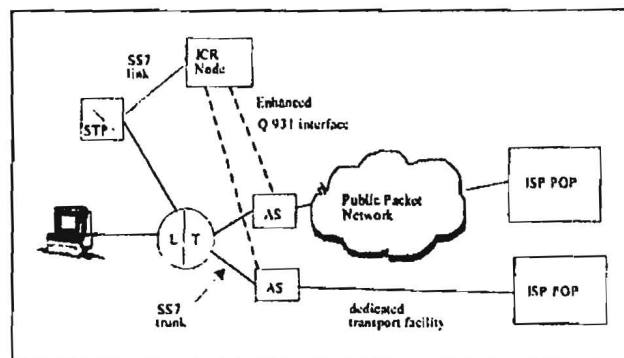 SS7
link
ICR
Node
STP
Enhanced
Q 931 interface
AS
Public Packet
Network
ISP POP
L T
AS
SS7
trunk
dedicated
transport facility
ISP POP